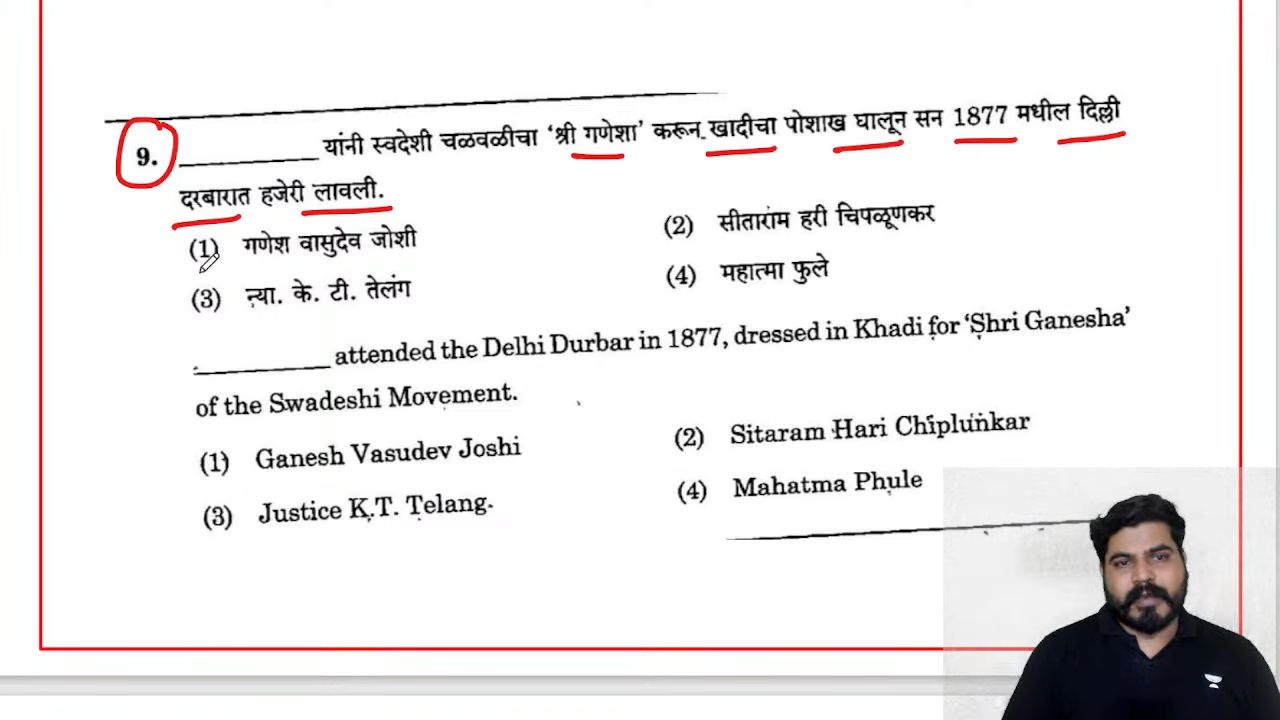 9. __________ यांनी स्वदेशी चळवळीचा ‘श्री गणेशा’ करून खादीचा पोशाख घालून सन 1877 मधील दिल्ली
दरबारात हजेरी लावली.
(1) गणेश वासुदेव जोशी (2) सीताराम हरी चिपळूणकर
(3) न्या. के. टी. तेलंग (4) महात्मा फुले
__________ attended the Delhi Durbar in 1877, dressed in Khadi for ‘Shri Ganesha’
of the Swadeshi Movement.
(1) Ganesh Vasudev Joshi (2) Sitaram Hari Chiplunkar
(3) Justice K.T. Telang. (4) Mahatma Phule